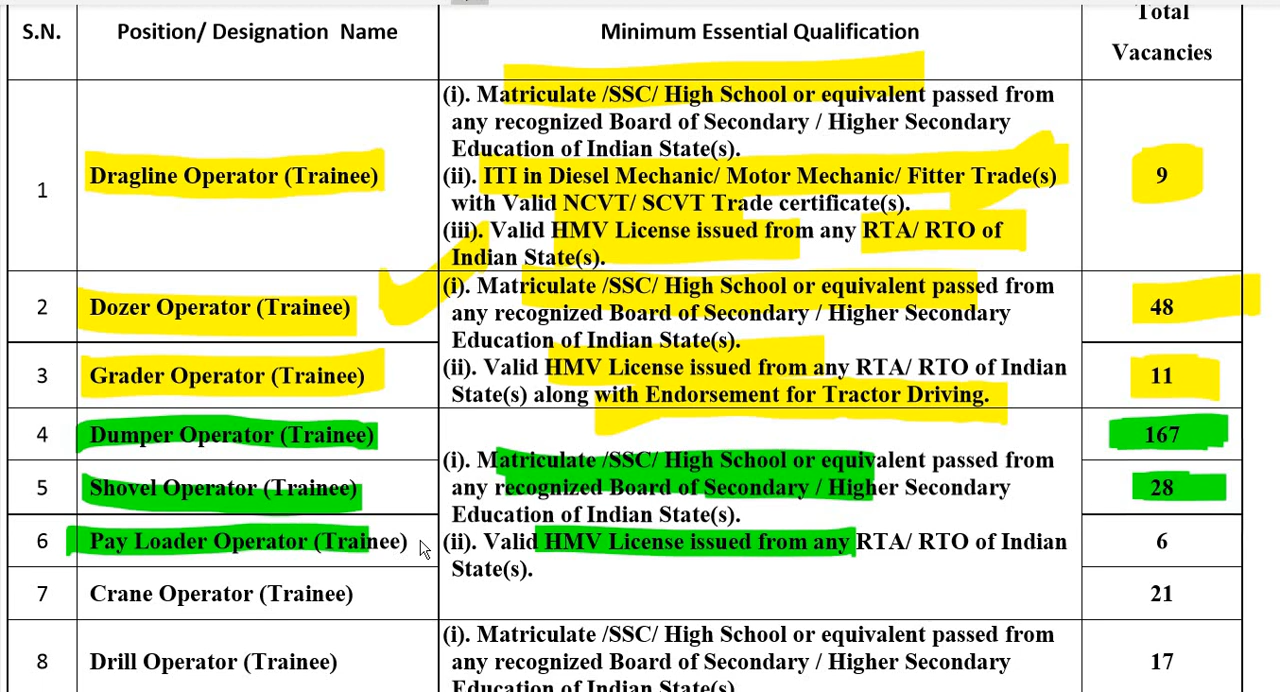 S.N.
Position/ Designation Name
Minimum Essential Qualification
Total
Vacancies
1
Dragline Operator (Trainee)
(i). Matriculate /SSC/ High School or equivalent passed from
any recognized Board of Secondary / Higher Secondary
Education of Indian State(s).
(ii). ITI in Diesel Mechanic/ Motor Mechanic/ Fitter Trade(s)
with Valid NCVT/ SCVT Trade certificate(s).
(iii). Valid HMV License issued from any RTA/ RTO of
Indian State(s).
9
2
Dozer Operator (Trainee)
(i). Matriculate /SSC/ High School or equivalent passed from
any recognized Board of Secondary / Higher Secondary
Education of Indian State(s).
(ii). Valid HMV License issued from any RTA/ RTO of Indian
State(s) along with Endorsement for Tractor Driving.
48
3
Grader Operator (Trainee)
11
4
Dumper Operator (Trainee)
(i). Matriculate /SSC/ High School or equivalent passed from
any recognized Board of Secondary / Higher Secondary
Education of Indian State(s).
(ii). Valid HMV License issued from any RTA/ RTO of Indian
State(s).
167
5
Shovel Operator (Trainee)
28
6
Pay Loader Operator (Trainee)
6
7
Crane Operator (Trainee)
21
8
Drill Operator (Trainee)
(i). Matriculate /SSC/ High School or equivalent passed from
any recognized Board of Secondary / Higher Secondary
Education of Indian State(s).
17